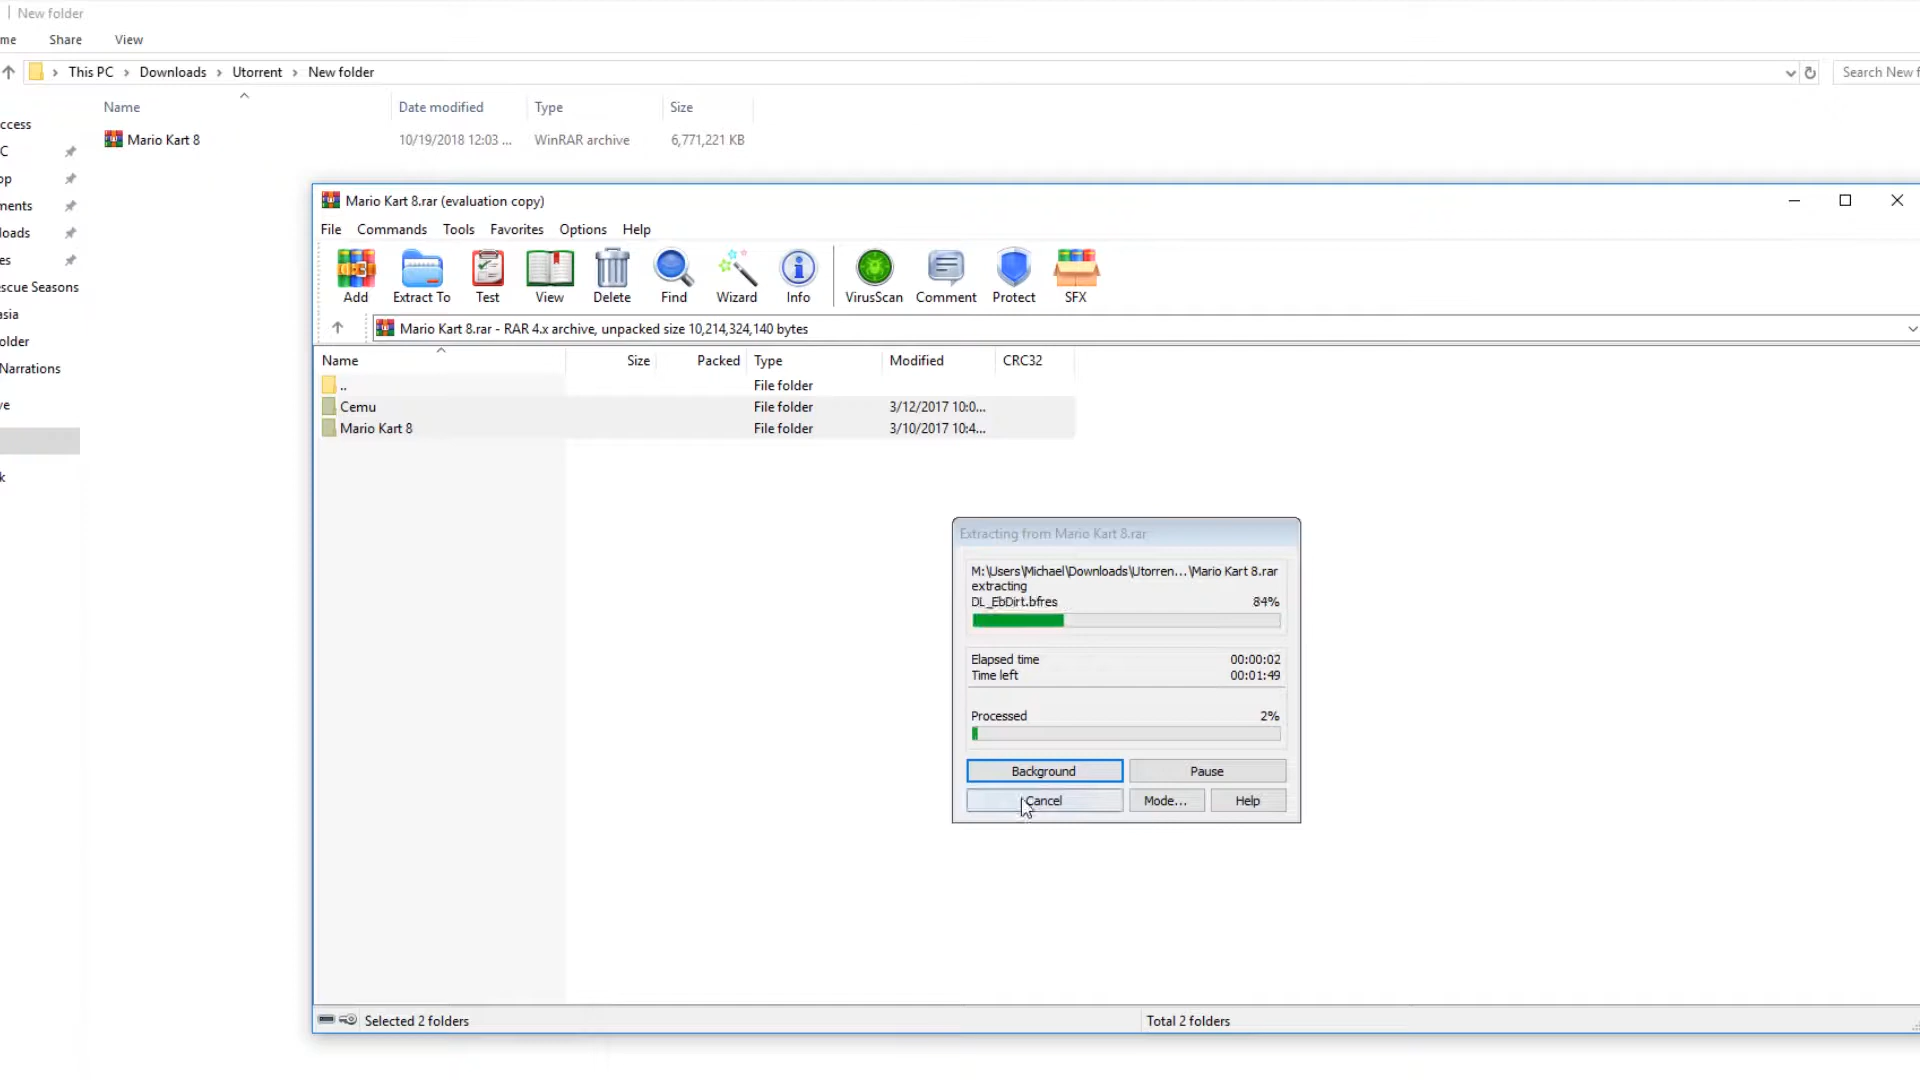 New folder
me Share View
This PC Downloads Utorrent New folder Search New f
Name Date modified Type Size
Mario Kart 8 10/19/2018 12:03 ... WinRAR archive 6,771,221 KB
ccess
C
op
ments
loads
es
escue Seasons
asia
older
Narrations
ve
k
Mario Kart 8.rar (evaluation copy)
File Commands Tools Favorites Options Help
Add Extract To Test View Delete Find Wizard Info VirusScan Comment Protect SFX
Mario Kart 8.rar - RAR 4.x archive, unpacked size 10,214,324,140 bytes
Name Size Packed Type Modified CRC32
.. File folder
Cemu File folder 3/12/2017 10:0...
Mario Kart 8 File folder 3/10/2017 10:4...
Extracting from Mario Kart 8.rar
M:\Users\Michael\Downloads\Utorren...\Mario Kart 8.rar
extracting
DL_EbDirt.bfres 84%
Elapsed time 00:00:02
Time left 00:01:49
Processed 2%
Background Pause
Cancel Mode... Help
Selected 2 folders Total 2 folders